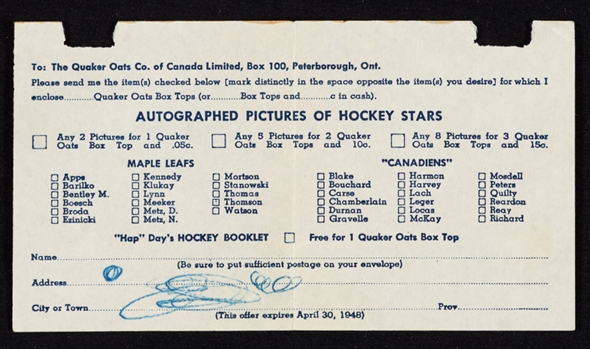 To: The Quaker Oats Co. of Canada Limited, Box 100, Peterborough, Ont.
Please send me the item(s) checked below [mark distinctly in the space opposite the item(s) you desire] for which I
enclose..........Quaker Oats Box Tops (or..........Box Tops and..........c in cash).
AUTOGRAPHED PICTURES OF HOCKEY STARS
Any 2 Pictures for 1 Quaker Oats Box Top and .05c.
Any 5 Pictures for 2 Quaker Oats Box Tops and 10c.
Any 8 Pictures for 3 Quaker Oats Box Tops and 15c.
MAPLE LEAFS
Apps
Barilko
Bentley M.
Boesch
Broda
Ezinicki
Kennedy
Klukay
Lynn
Meeker
Metz, D.
Metz, N.
Mortson
Stanowski
Thomas
Thomson
Watson
"CANADIENS"
Blake
Bouchard
Carse
Chamberlain
Durnan
Gravelle
Harmon
Harvey
Lach
Leger
Locas
McKay
Mosdell
Peters
Quilty
Reardon
Reay
Richard
"Hap" Day's HOCKEY BOOKLET Free for 1 Quaker Oats Box Top
Name
(Be sure to put sufficient postage on your envelope)
Address
City or Town Prov.
(This offer expires April 30, 1948)